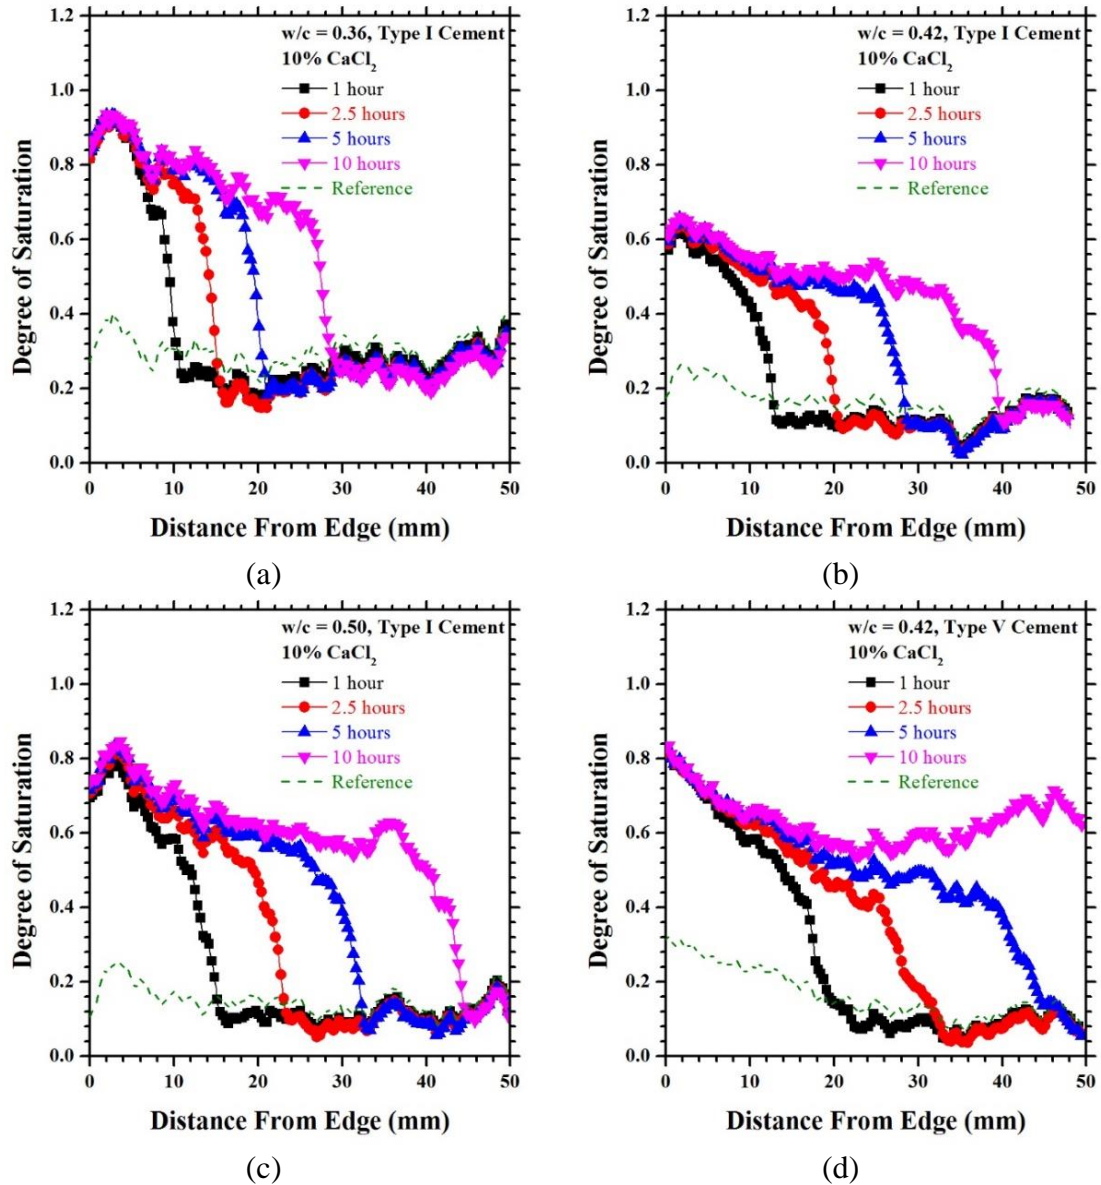 w/c = 0.36, Type I Cement
10% CaCl₂
1 hour
2.5 hours
5 hours
10 hours
Reference
1.2
1.0
0.8
0.6
0.4
0.2
0.0
Degree of Saturation
0 10 20 30 40 50
Distance From Edge (mm)
(a)
w/c = 0.42, Type I Cement
10% CaCl₂
1 hour
2.5 hours
5 hours
10 hours
Reference
1.2
1.0
0.8
0.6
0.4
0.2
0.0
Degree of Saturation
0 10 20 30 40 50
Distance From Edge (mm)
(b)
w/c = 0.50, Type I Cement
10% CaCl₂
1 hour
2.5 hours
5 hours
10 hours
Reference
1.2
1.0
0.8
0.6
0.4
0.2
0.0
Degree of Saturation
0 10 20 30 40 50
Distance From Edge (mm)
(c)
w/c = 0.42, Type V Cement
10% CaCl₂
1 hour
2.5 hours
5 hours
10 hours
Reference
1.2
1.0
0.8
0.6
0.4
0.2
0.0
Degree of Saturation
0 10 20 30 40 50
Distance From Edge (mm)
(d)